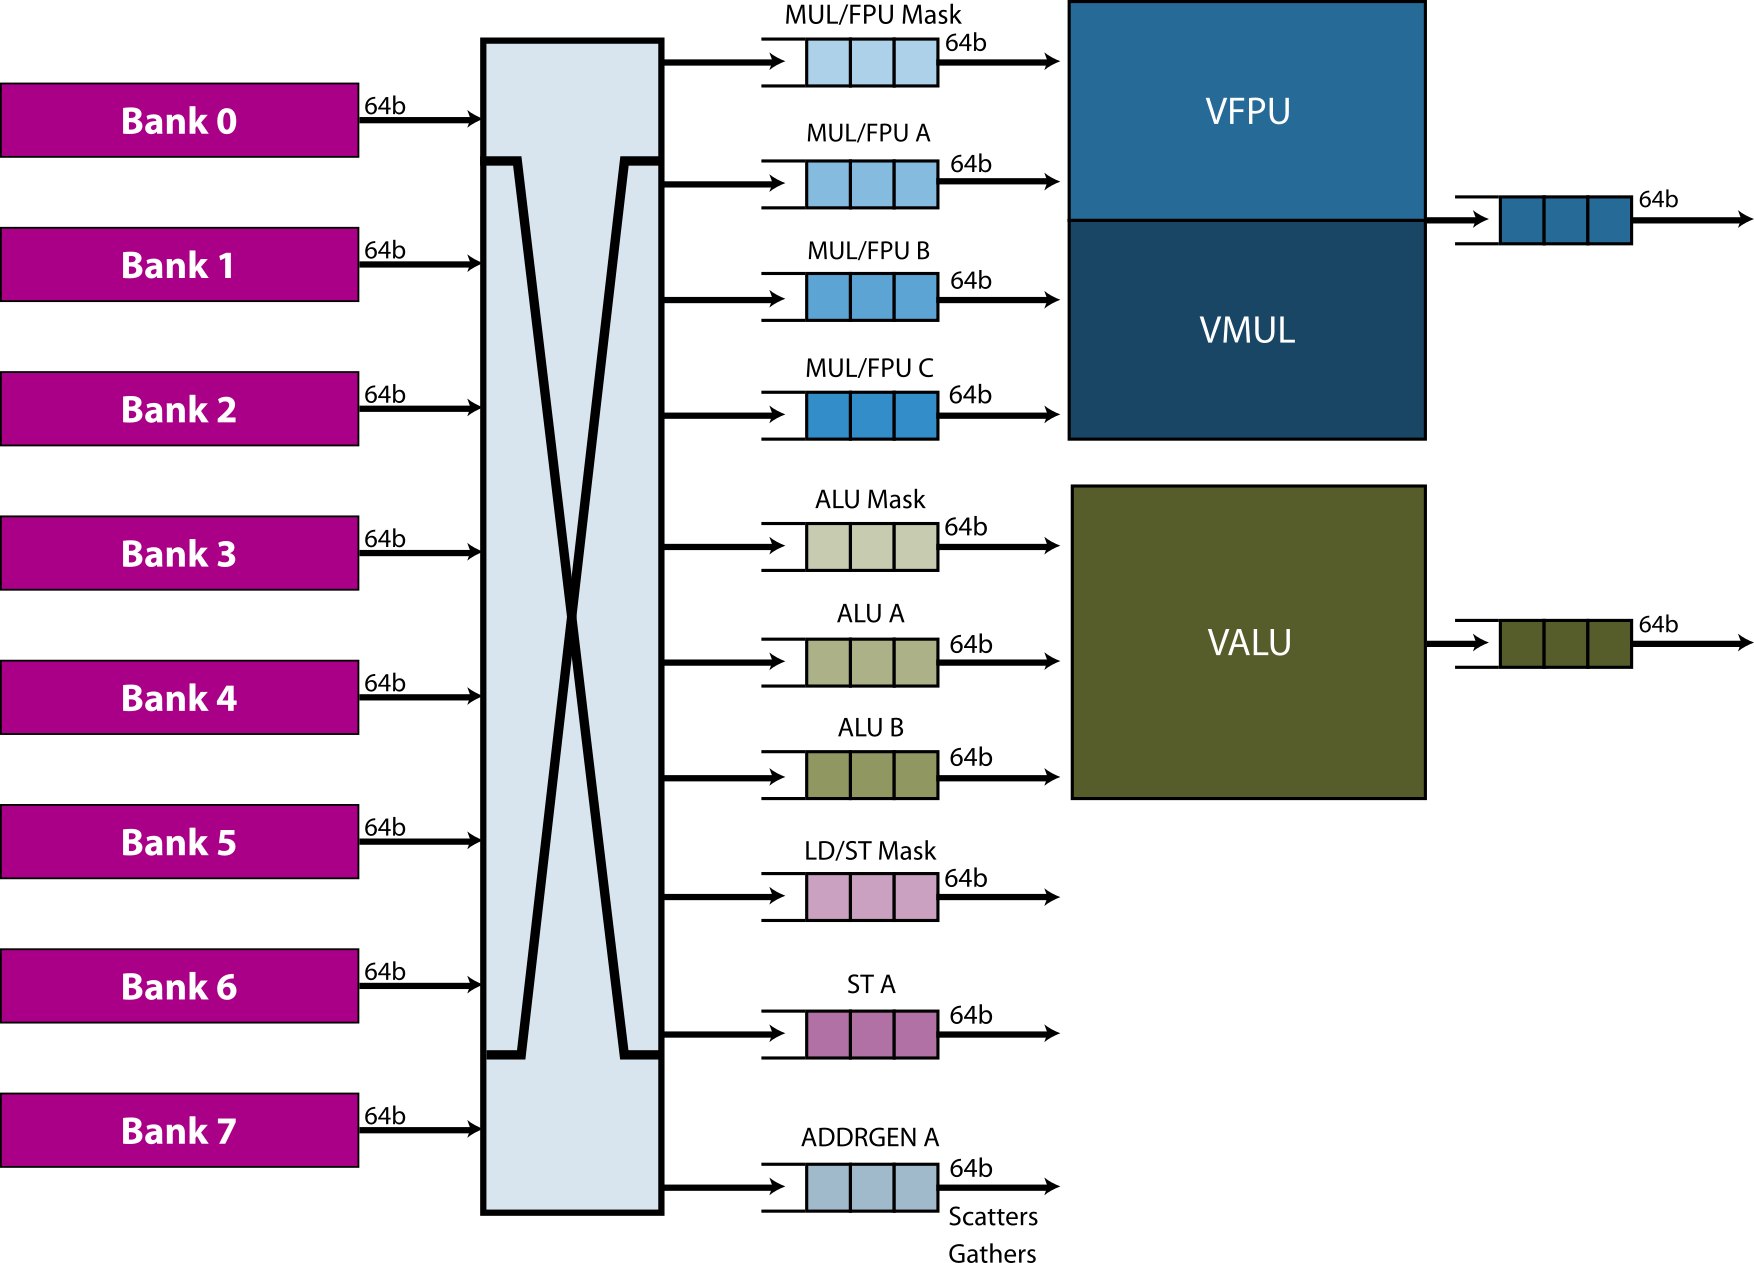 Bank 0
64b
Bank 1
64b
Bank 2
64b
Bank 3
64b
Bank 4
64b
Bank 5
64b
Bank 6
64b
Bank 7
64b
MUL/FPU Mask
64b
MUL/FPU A
64b
MUL/FPU B
64b
MUL/FPU C
64b
ALU Mask
64b
ALU A
64b
ALU B
64b
LD/ST Mask
64b
ST A
64b
ADDRGEN A
64b
Scatters
Gathers
VFPU
VMUL
64b
VALU
64b